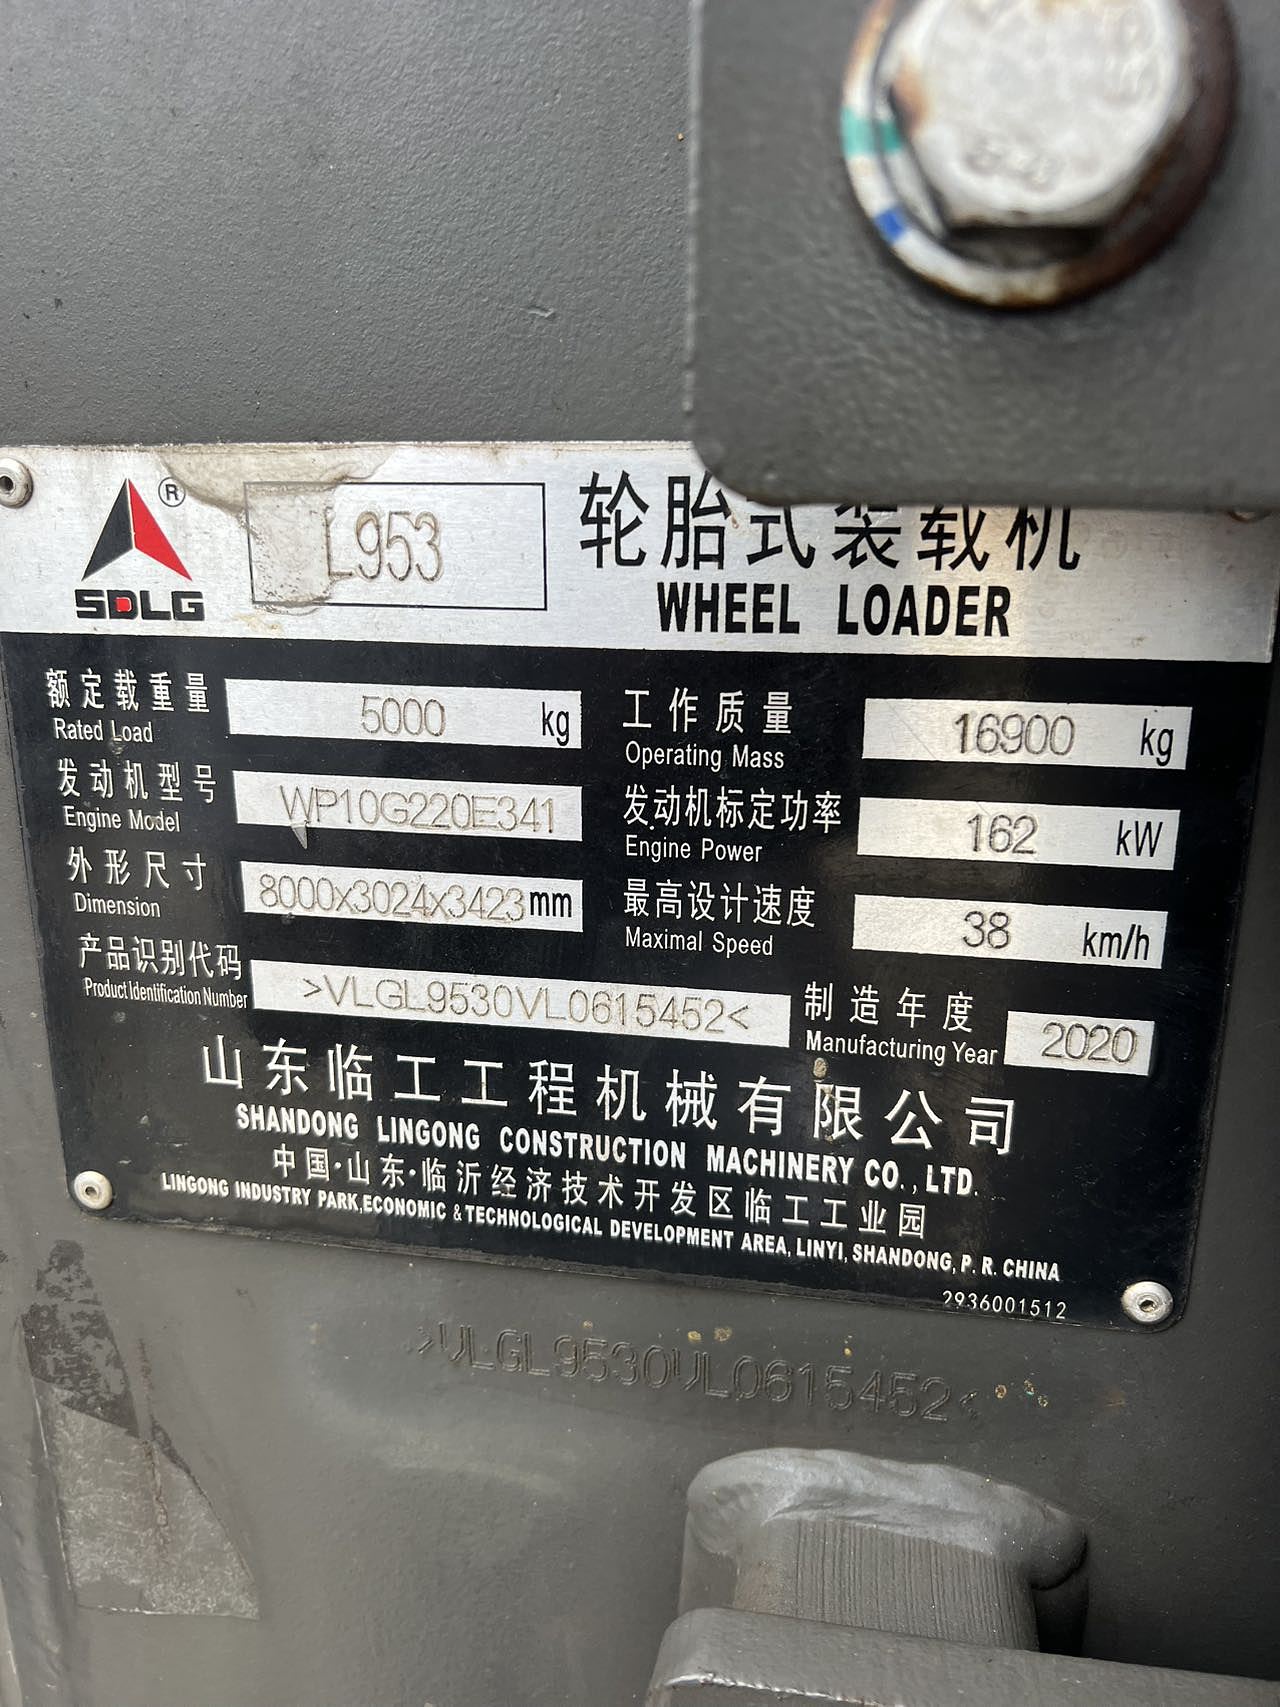 ® L953 轮胎式装载机
SDLG WHEEL LOADER
额定载重量 5000 kg 工作质量 16900 kg
Rated Load Operating Mass
发动机型号 WP10G220E341 发动机标定功率 162 kW
Engine Model Engine Power
外形尺寸 8000x3024x3423 mm 最高设计速度 38 km/h
Dimension Maximal Speed
产品识别代码 >VLGL9530VL0615452< 制造年度 2020
Product Identification Number Manufacturing Year
山东临工工程机械有限公司
SHANDONG LINGONG CONSTRUCTION MACHINERY CO., LTD.
中国·山东·临沂经济技术开发区临工工业园
LINGONG INDUSTRY PARK,ECONOMIC & TECHNOLOGICAL DEVELOPMENT AREA, LINYI, SHANDONG, P. R. CHINA
2936001512
>VLGL9530VL0615452<